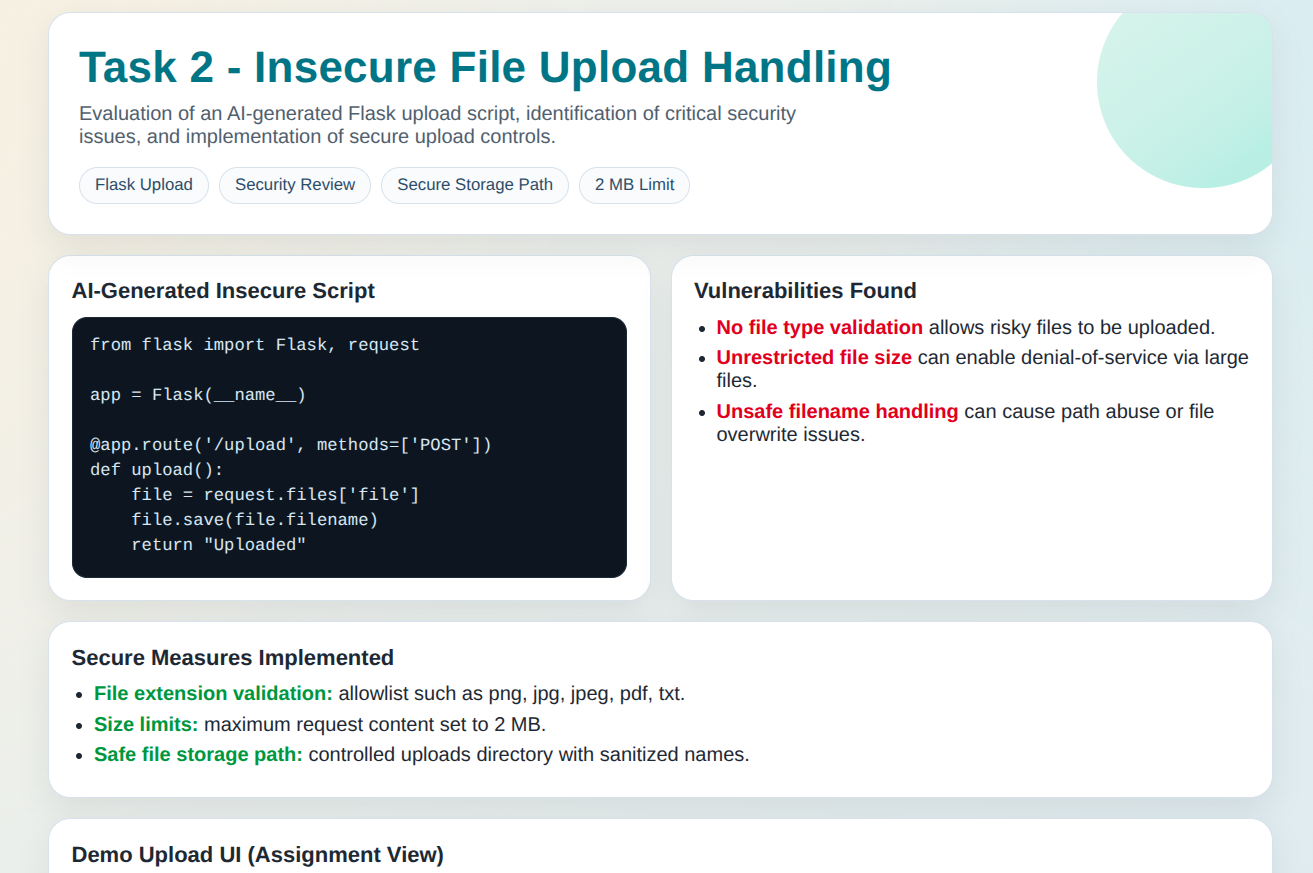 Task 2 - Insecure File Upload Handling
Evaluation of an AI-generated Flask upload script, identification of critical security
issues, and implementation of secure upload controls.
Flask Upload
Security Review
Secure Storage Path
2 MB Limit
AI-Generated Insecure Script
from flask import Flask, request
app = Flask(__name__)
@app.route('/upload', methods=['POST'])
def upload():
    file = request.files['file']
    file.save(file.filename)
    return "Uploaded"
Vulnerabilities Found
• No file type validation allows risky files to be uploaded.
• Unrestricted file size can enable denial-of-service via large
files.
• Unsafe filename handling can cause path abuse or file
overwrite issues.
Secure Measures Implemented
• File extension validation: allowlist such as png, jpg, jpeg, pdf, txt.
• Size limits: maximum request content set to 2 MB.
• Safe file storage path: controlled uploads directory with sanitized names.
Demo Upload UI (Assignment View)